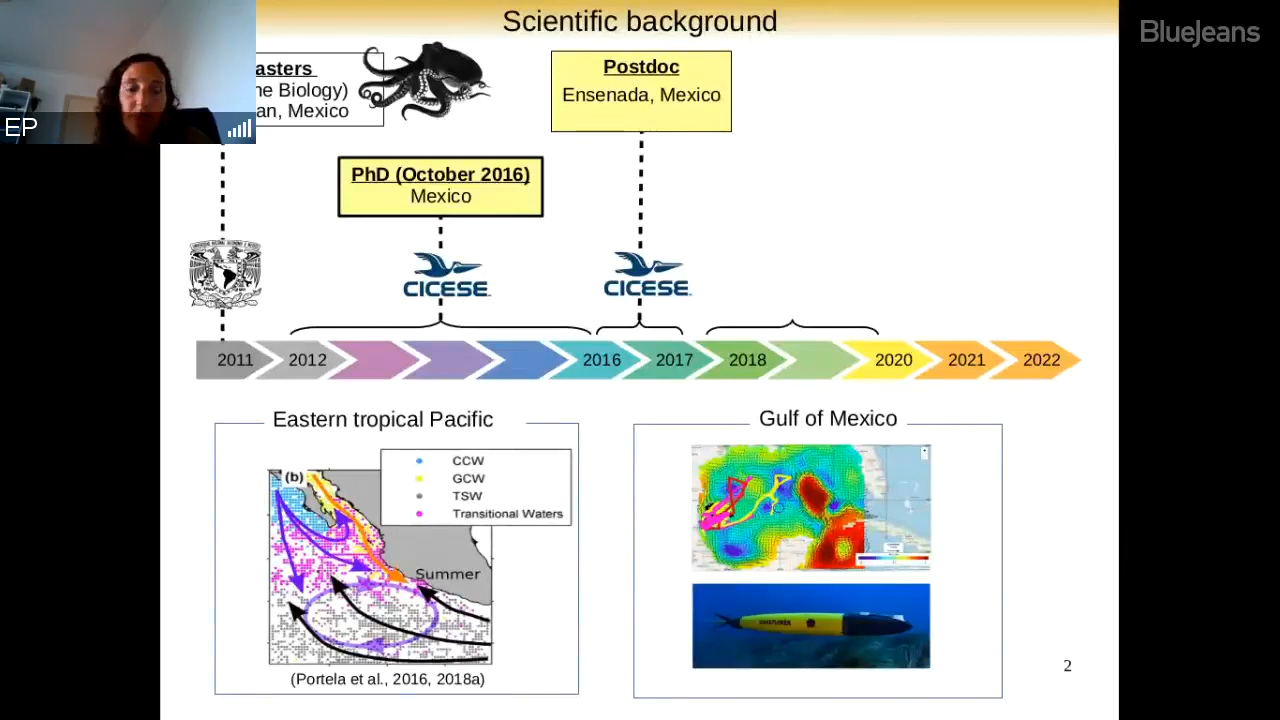 Scientific background
BlueJeans
EP
asters
ne Biology)
an, Mexico
Postdoc
Ensenada, Mexico
PhD (October 2016)
Mexico
CICESE
CICESE
2011
2012
2016
2017
2018
2020
2021
2022
Eastern tropical Pacific
(b)
CCW
GCW
TSW
Transitional Waters
Summer
(Portela et al., 2016, 2018a)
Gulf of Mexico
2